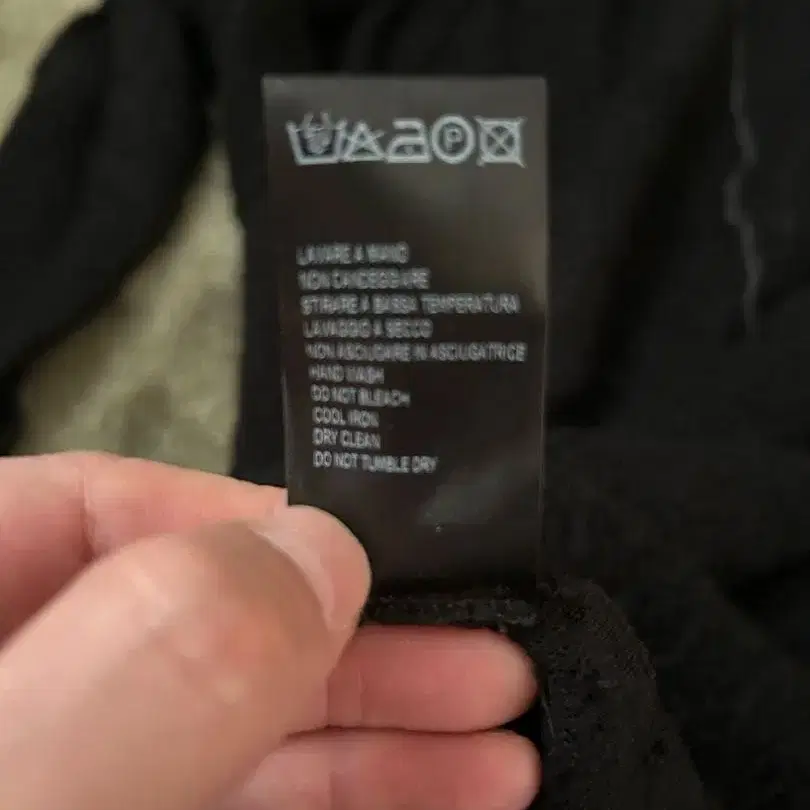 P
LAVARE A MANO
NON CANDEGGIARE
STIRARE A BASSA TEMPERATURA
LAVAGGIO A SECCO
NON ASCIUGARE IN ASCIUGATRICE
HAND WASH
DO NOT BLEACH
COOL IRON
DRY CLEAN
DO NOT TUMBLE DRY